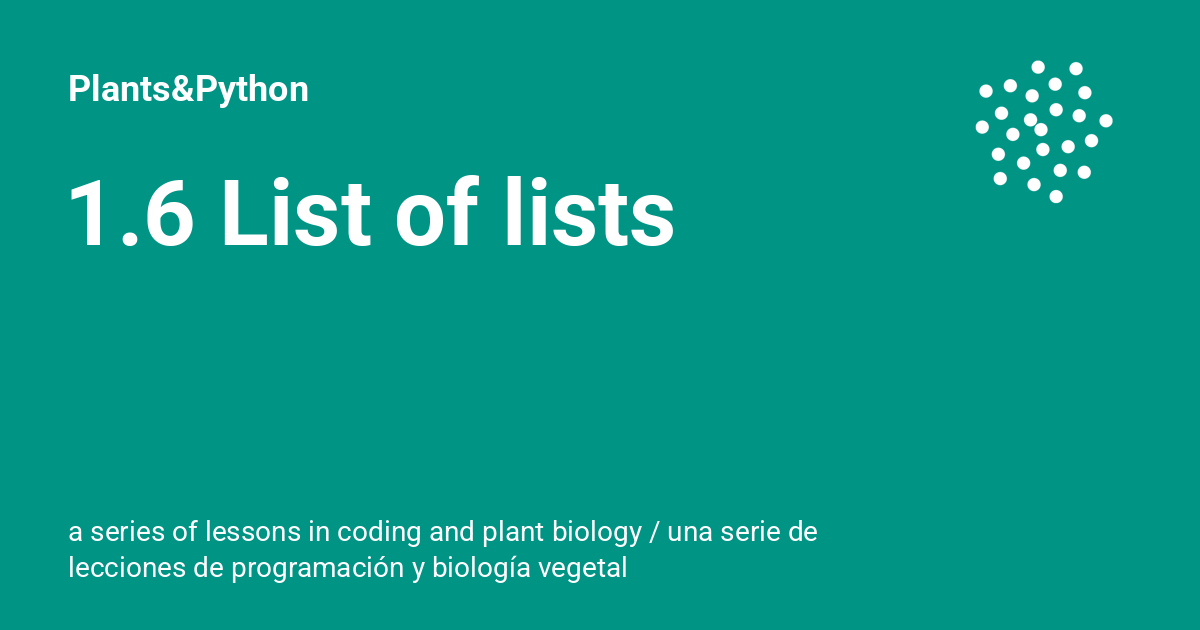 Plants&Python
1.6 List of lists
a series of lessons in coding and plant biology / una serie de
lecciones de programación y biología vegetal